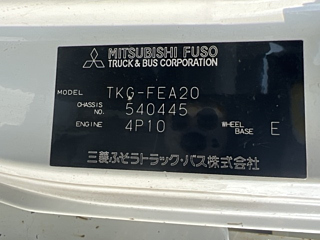 MITSUBISHI FUSO
TRUCK & BUS CORPORATION
MODEL TKG-FEA20
CHASSIS NO. 540445
ENGINE 4P10 WHEEL BASE E
三菱ふそうトラック・バス株式会社